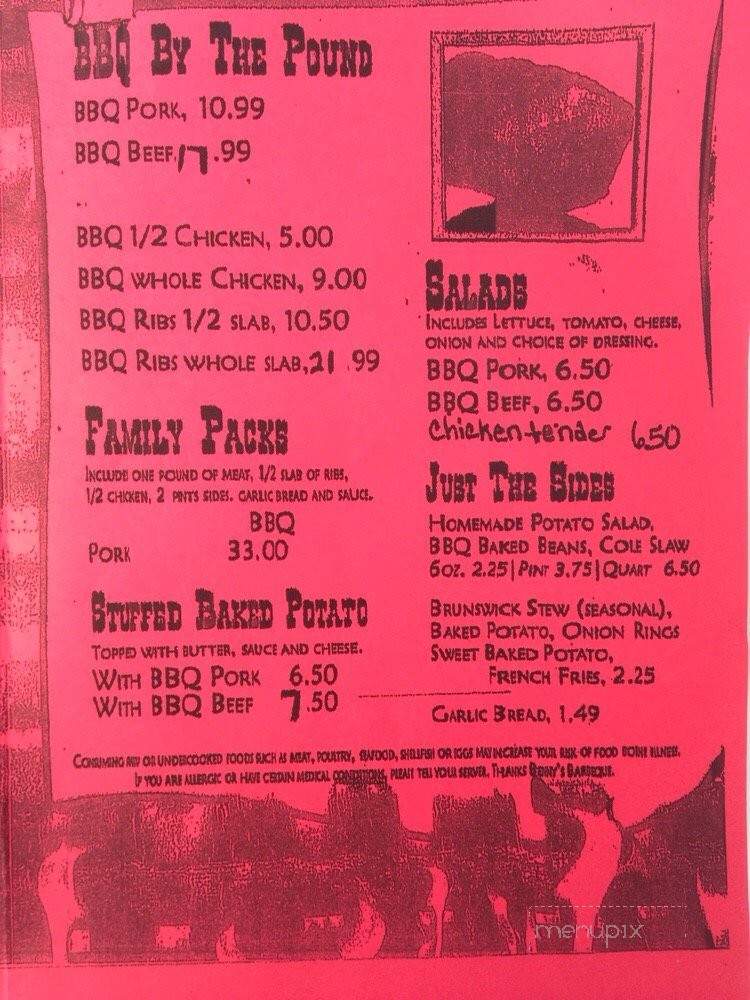 BBQ By The Pound
BBQ Pork, 10.99
BBQ Beef, 17.99
BBQ 1/2 Chicken, 5.00
BBQ whole Chicken, 9.00
BBQ Ribs 1/2 slab, 10.50
BBQ Ribs whole slab, 21.99
Family Packs
Include one pound of meat, 1/2 slab of ribs,
1/2 chicken, 2 pints sides. garlic bread and sauce.
BBQ
Pork 33.00
Stuffed Baked Potato
Topped with butter, sauce and cheese.
With BBQ Pork 6.50
With BBQ Beef 7.50
Salads
Includes Lettuce, tomato, cheese,
onion and choice of dressing.
BBQ Pork, 6.50
BBQ Beef, 6.50
Chicken tender 6.50
Just The Sides
Homemade Potato Salad,
BBQ Baked Beans, Cole Slaw
6oz. 2.25| Pint 3.75| Quart 6.50
Brunswick Stew (seasonal),
Baked Potato, Onion Rings
Sweet Baked Potato,
French Fries, 2.25
Garlic Bread, 1.49
Consuming raw or undercooked foods such as meat, poultry, seafood, shellfish or eggs may increase your risk of food borne illness.
If you are allergic or have certain medical conditions, please tell your server. Thanks Benny's Barbeque.
menupix